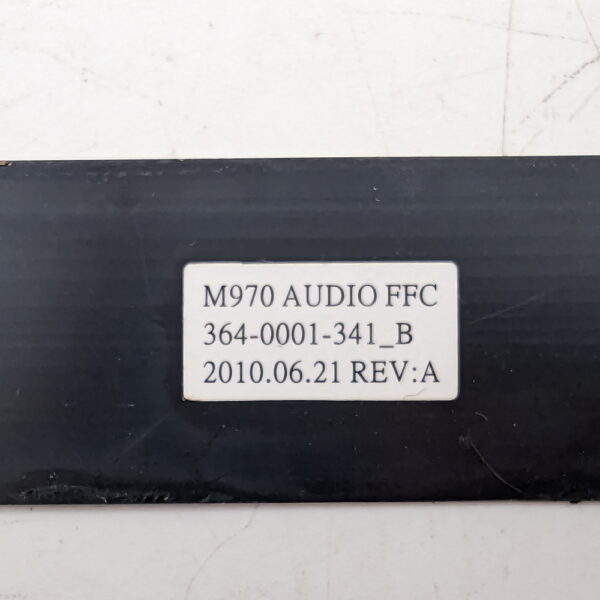 M970 AUDIO FFC
364-0001-341_B
2010.06.21 REV:A